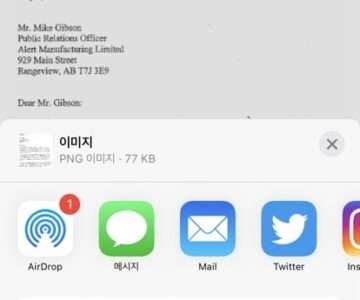 Mr. Mike Gibson
Public Relations Officer
Alert Manufacturing Limited
929 Main Street
Rangeview, AB T7J 3E9
Dear Mr. Gibson:
이미지
PNG 이미지 · 77 KB
1
AirDrop
메시지
Mail
Twitter